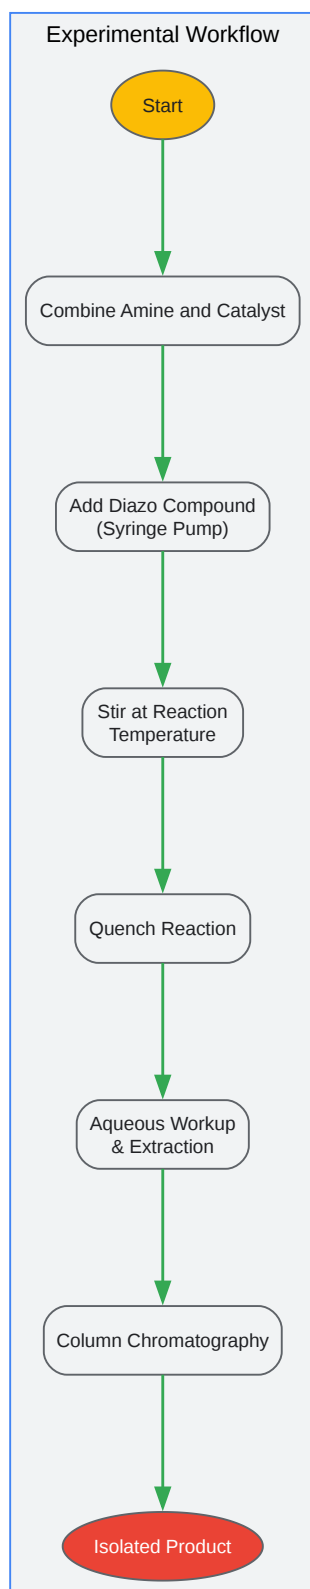 Experimental Workflow
Start
Combine Amine and Catalyst
Add Diazo Compound
(Syringe Pump)
Stir at Reaction
Temperature
Quench Reaction
Aqueous Workup
& Extraction
Column Chromatography
Isolated Product